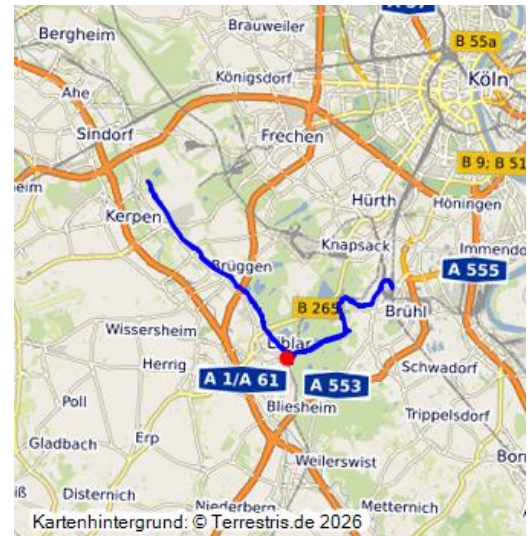 Brauweiler
Bergheim
B 55a
Köln
Königsdorf
Ahe
Sindorf
Frechen
B 9; B 51
Kerpen
Hürth
Höningen
Knapsack
Immendo
Brüggen
A 555
B 265
Brühl
Wissersheim
Liblar
Herrig
A 1/A 61
A 553
Schwadorf
Poll
Bliesheim
Trippelsdorf
Gladbach
Erp
Weilerswist
Born
Disternich
Metternich
Niederberg
Kartenhintergrund: © Terrestris.de 2026